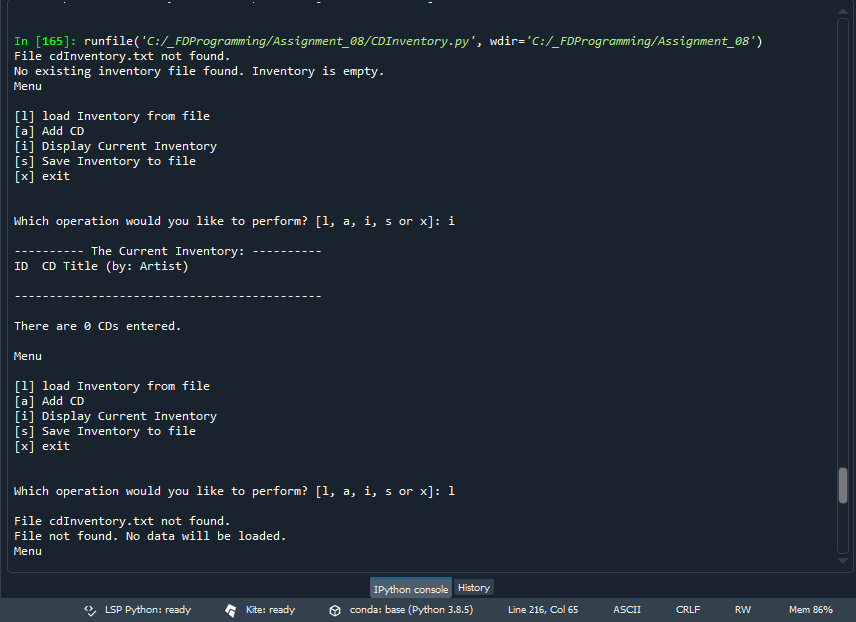 In [165]: runfile('C:/_FDProgramming/Assignment_08/CDInventory.py', wdir='C:/_FDProgramming/Assignment_08')
File cdInventory.txt not found.
No existing inventory file found. Inventory is empty.
Menu
[l] load Inventory from file
[a] Add CD
[i] Display Current Inventory
[s] Save Inventory to file
[x] exit
Which operation would you like to perform? [l, a, i, s or x]: i
---------- The Current Inventory: ----------
ID  CD Title (by: Artist)
--------------------------------------------
There are 0 CDs entered.
Menu
[l] load Inventory from file
[a] Add CD
[i] Display Current Inventory
[s] Save Inventory to file
[x] exit
Which operation would you like to perform? [l, a, i, s or x]: l
File cdInventory.txt not found.
File not found. No data will be loaded.
Menu
IPython console History
LSP Python: ready Kite: ready conda: base (Python 3.8.5) Line 216, Col 65 ASCII CRLF RW Mem 86%